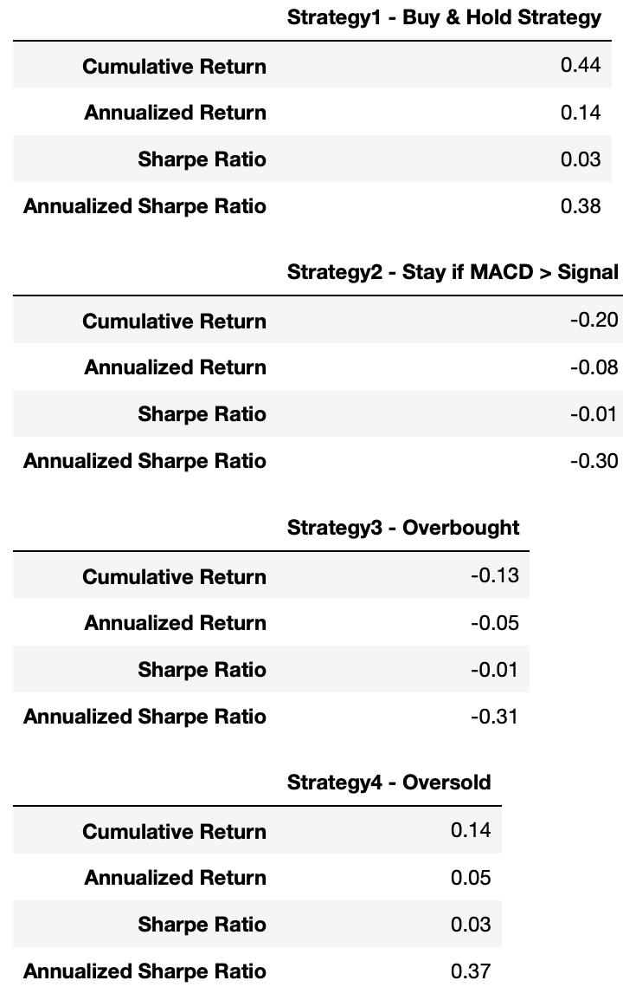 Strategy1 - Buy & Hold Strategy
Cumulative Return 0.44
Annualized Return 0.14
Sharpe Ratio 0.03
Annualized Sharpe Ratio 0.38
Strategy2 - Stay if MACD > Signal
Cumulative Return -0.20
Annualized Return -0.08
Sharpe Ratio -0.01
Annualized Sharpe Ratio -0.30
Strategy3 - Overbought
Cumulative Return -0.13
Annualized Return -0.05
Sharpe Ratio -0.01
Annualized Sharpe Ratio -0.31
Strategy4 - Oversold
Cumulative Return 0.14
Annualized Return 0.05
Sharpe Ratio 0.03
Annualized Sharpe Ratio 0.37